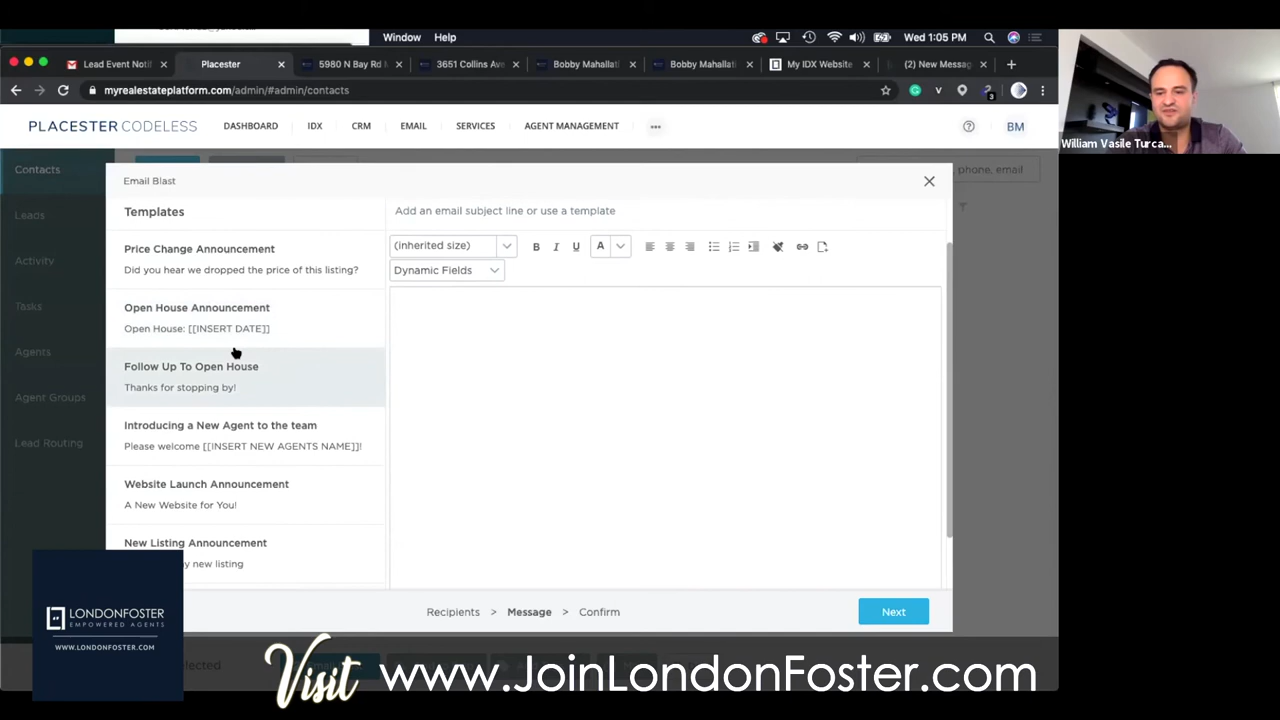 Window Help
Wed 1:05 PM
Lead Event Notif
Placester
5980 N Bay Rd M
3651 Collins Ave
Bobby Mahallati
Bobby Mahallati
My IDX Website
(2) New Messag
myrealestateplatform.com/admin/#admin/contacts
PLACESTER CODELESS
DASHBOARD
IDX
CRM
EMAIL
SERVICES
AGENT MANAGEMENT
BM
William Vasile Turca...
Contacts
Leads
Activity
Tasks
Agents
Agent Groups
Lead Routing
, phone, email
Email Blast
Templates
Add an email subject line or use a template
Price Change Announcement
Did you hear we dropped the price of this listing?
(inherited size)
B I U A
Dynamic Fields
Open House Announcement
Open House: [[INSERT DATE]]
Follow Up To Open House
Thanks for stopping by!
Introducing a New Agent to the team
Please welcome [[INSERT NEW AGENTS NAME]]!
Website Launch Announcement
A New Website for You!
New Listing Announcement
y new listing
Recipients > Message > Confirm
Next
LONDONFOSTER
EMPOWERED AGENTS
WWW.LONDONFOSTER.COM
elected
Visit www.JoinLondonFoster.com